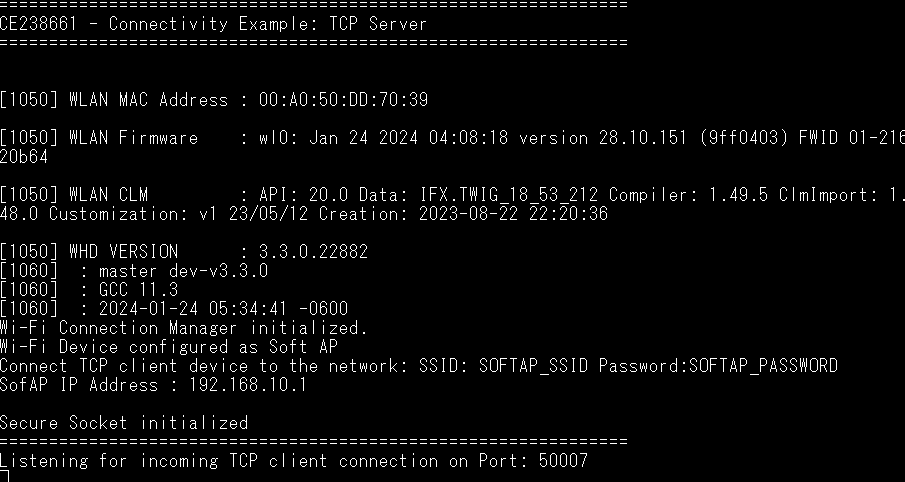 ===============================================================
CE238661 - Connectivity Example: TCP Server
===============================================================
[1050] WLAN MAC Address : 00:A0:50:DD:70:39
[1050] WLAN Firmware    : wl0: Jan 24 2024 04:08:18 version 28.10.151 (9ff0403) FWID 01-216
20b64
[1050] WLAN CLM         : API: 20.0 Data: IFX.TWIG_18_53_212 Compiler: 1.49.5 ClmImport: 1.
48.0 Customization: v1 23/05/12 Creation: 2023-08-22 22:20:36
[1050] WHD VERSION      : 3.3.0.22882
[1060]  : master dev-v3.3.0
[1060]  : GCC 11.3
[1060]  : 2024-01-24 05:34:41 -0600
Wi-Fi Connection Manager initialized.
Wi-Fi Device configured as Soft AP
Connect TCP client device to the network: SSID: SOFTAP_SSID Password:SOFTAP_PASSWORD
SofAP IP Address : 192.168.10.1
Secure Socket initialized
===============================================================
Listening for incoming TCP client connection on Port: 50007